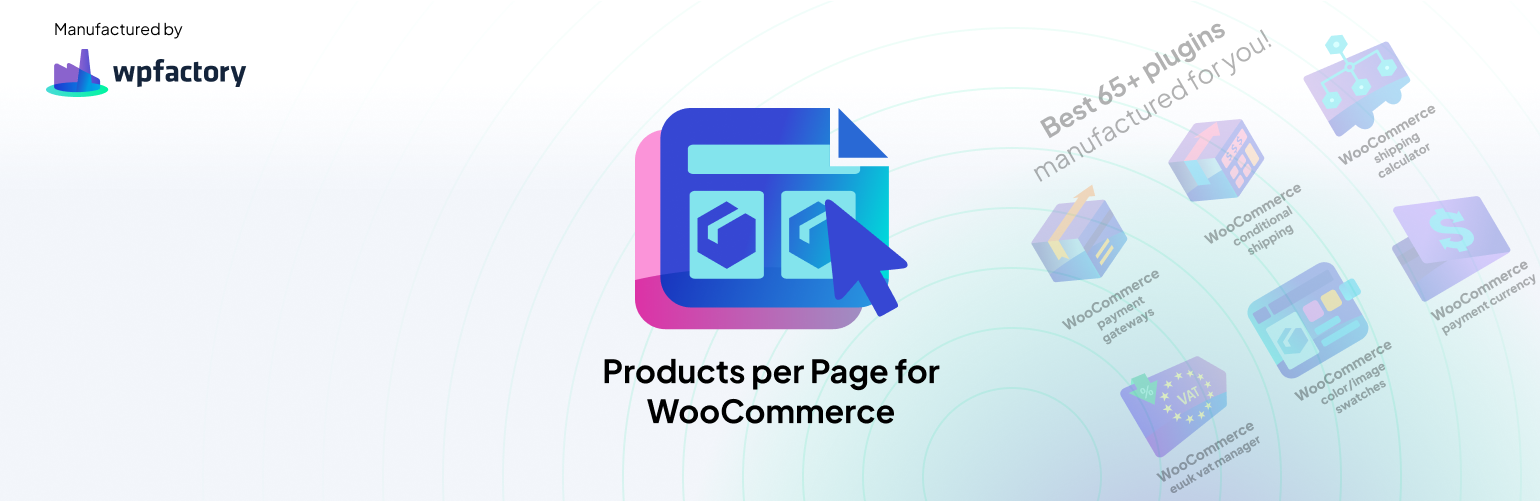 Manufactured by
wpfactory
Products per Page for
WooCommerce
Best 65+ plugins
manufactured for you!
WooCommerce
shipping
calculator
WooCommerce
conditional
shipping
WooCommerce
payment
gateways
WooCommerce
payment currency
WooCommerce
color/image
swatches
WooCommerce
euuk vat manager
$$$
$
%
VAT